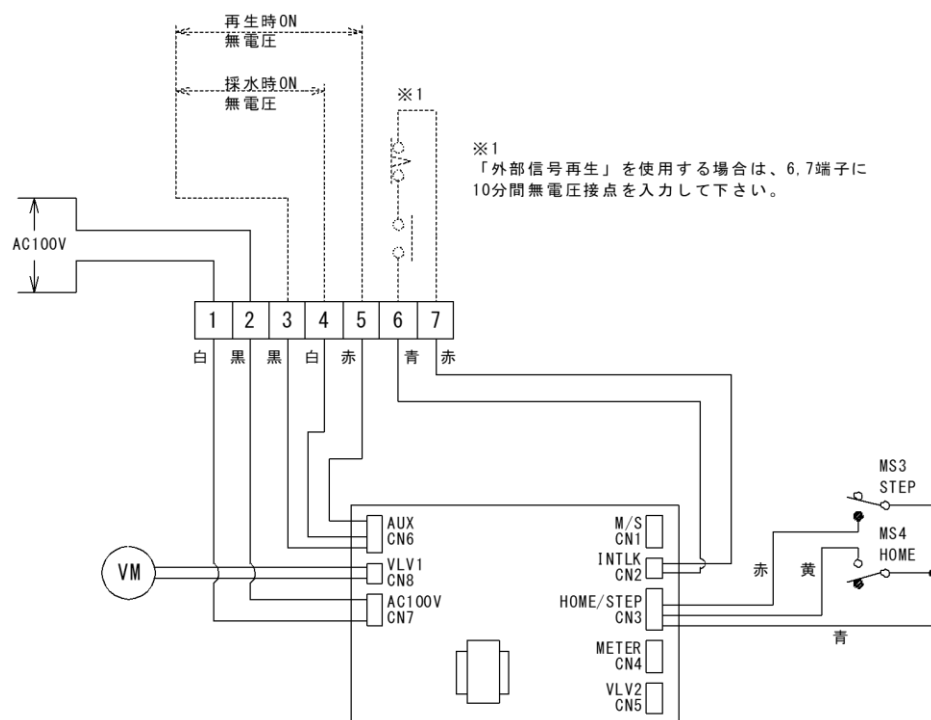 再生時ON
無電圧
採水時ON
無電圧
※1
※1
「外部信号再生」を使用する場合は、6,7端子に
10分間無電圧接点を入力して下さい。
AC100V
1 2 3 4 5 6 7
白 黒 黒 白 赤 青 赤
MS3
STEP
MS4
HOME
AUX
CN6
VLV1
CN8
AC100V
CN7
VM
M/S
CN1
INTLK
CN2
HOME/STEP
CN3
METER
CN4
VLV2
CN5
赤 黄
青